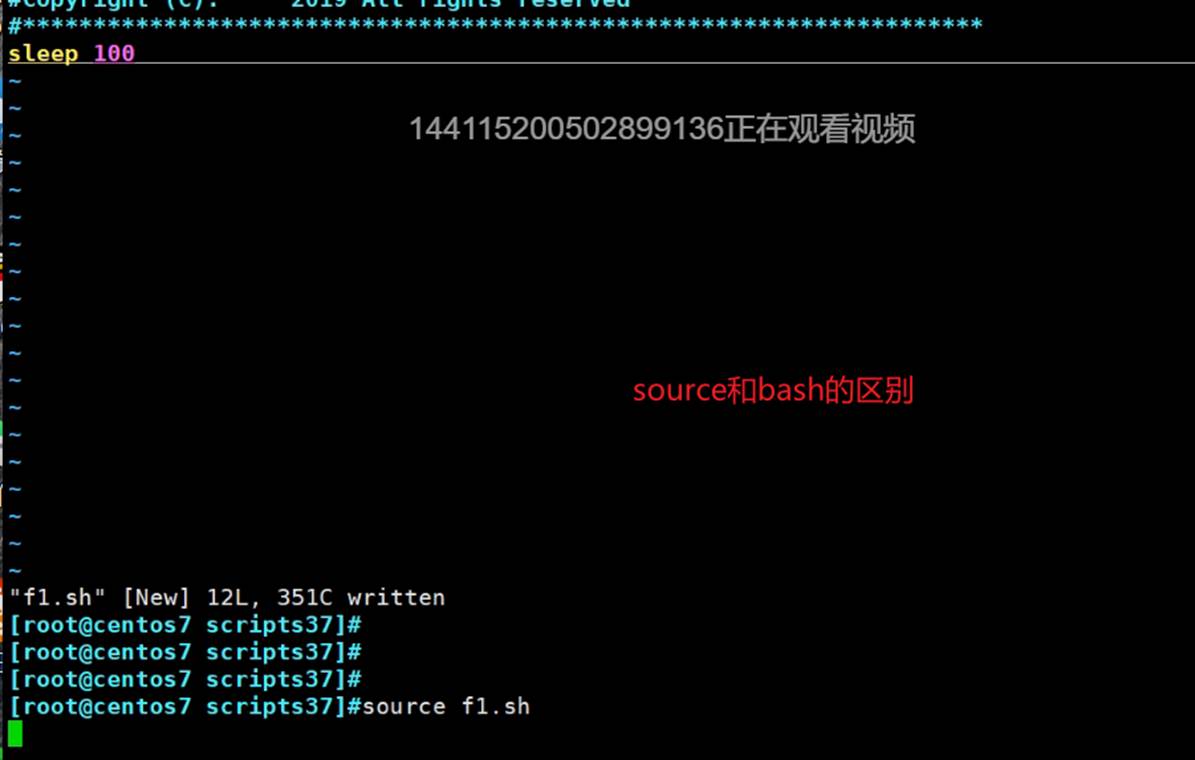 #Copyright (C):     2019 All rights reserved
#********************************************************************
sleep 100
~
~
144115200502899136正在观看视频
~
~
~
~
~
~
~
~
~
~
source和bash的区别
~
~
~
~
~
~
~
"f1.sh" [New] 12L, 351C written
[root@centos7 scripts37]#
[root@centos7 scripts37]#
[root@centos7 scripts37]#
[root@centos7 scripts37]#source f1.sh